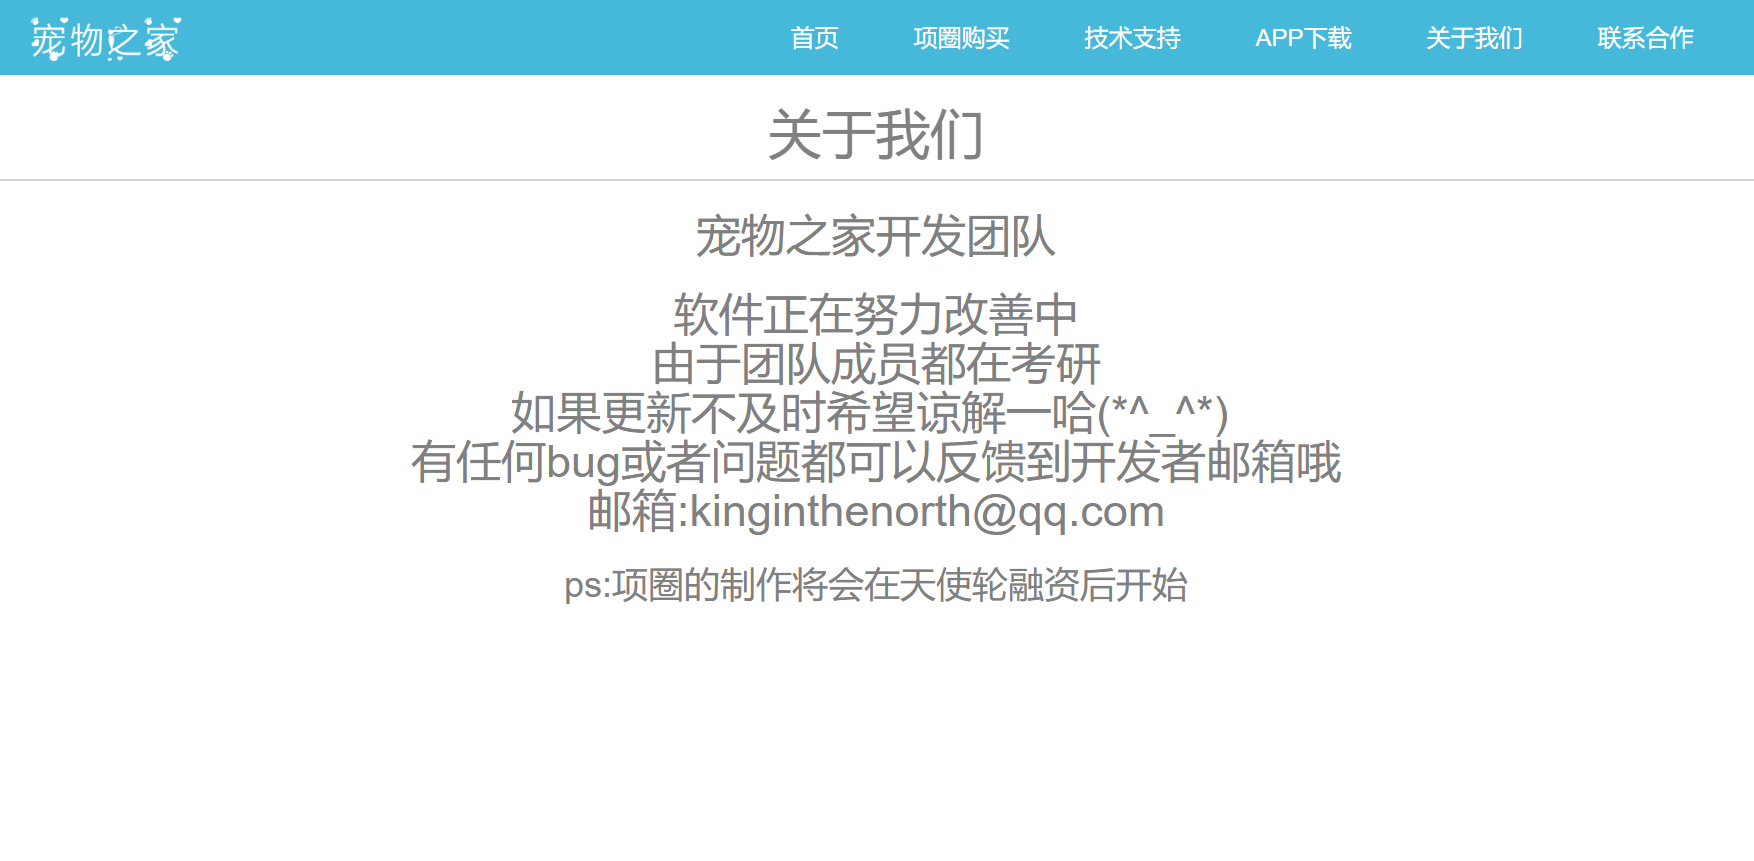 宠物之家
首页 项圈购买 技术支持 APP下载 关于我们 联系合作
关于我们
宠物之家开发团队
软件正在努力改善中
由于团队成员都在考研
如果更新不及时希望谅解一哈(*^_^*)
有任何bug或者问题都可以反馈到开发者邮箱哦
邮箱:kinginthenorth@qq.com
ps:项圈的制作将会在天使轮融资后开始